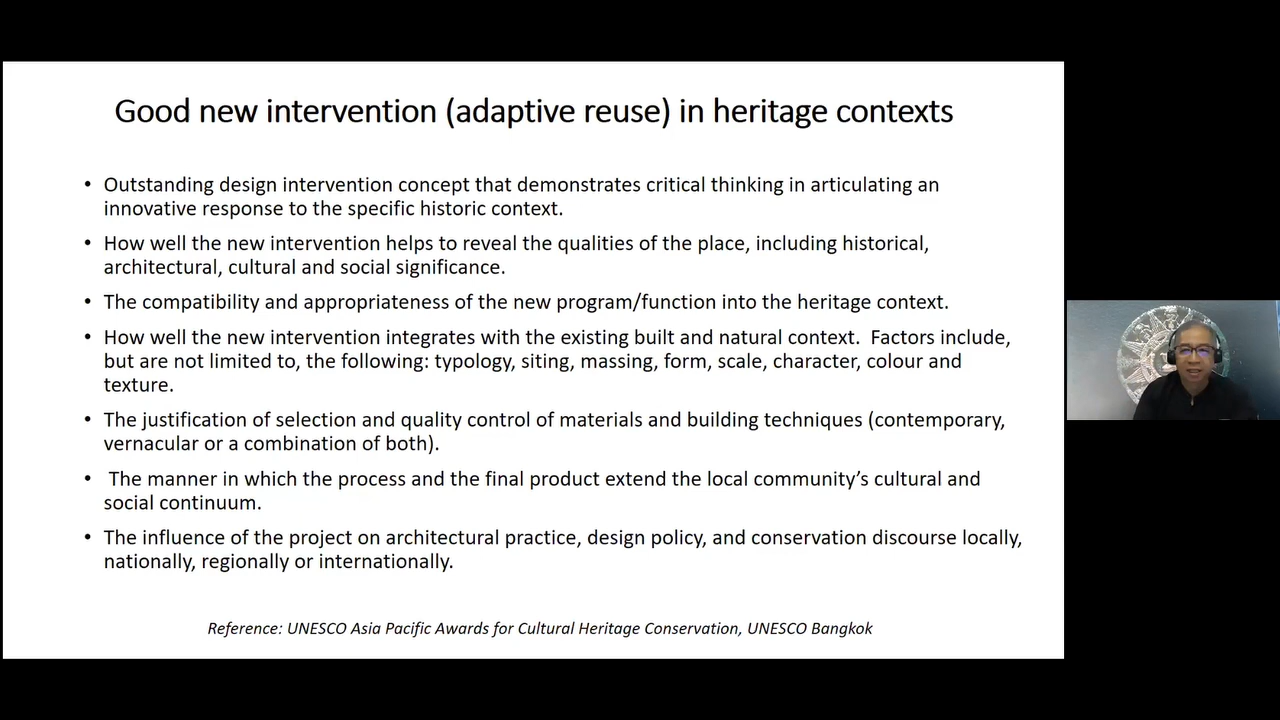 Good new intervention (adaptive reuse) in heritage contexts
• Outstanding design intervention concept that demonstrates critical thinking in articulating an
innovative response to the specific historic context.
• How well the new intervention helps to reveal the qualities of the place, including historical,
architectural, cultural and social significance.
• The compatibility and appropriateness of the new program/function into the heritage context.
• How well the new intervention integrates with the existing built and natural context.  Factors include,
but are not limited to, the following: typology, siting, massing, form, scale, character, colour and
texture.
• The justification of selection and quality control of materials and building techniques (contemporary,
vernacular or a combination of both).
• The manner in which the process and the final product extend the local community’s cultural and
social continuum.
• The influence of the project on architectural practice, design policy, and conservation discourse locally,
nationally, regionally or internationally.
Reference: UNESCO Asia Pacific Awards for Cultural Heritage Conservation, UNESCO Bangkok